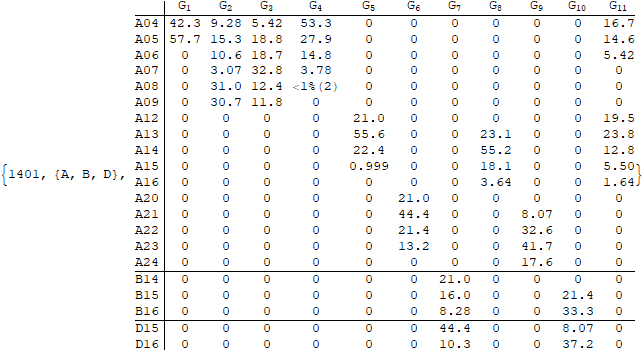 G1 G2 G3 G4 G5 G6 G7 G8 G9 G10 G11
A04 42.3 9.28 5.42 53.3 0 0 0 0 0 0 16.7
A05 57.7 15.3 18.8 27.9 0 0 0 0 0 0 14.6
A06 0 10.6 18.7 14.8 0 0 0 0 0 0 5.42
A07 0 3.07 32.8 3.78 0 0 0 0 0 0 0
A08 0 31.0 12.4 <1%(2) 0 0 0 0 0 0 0
A09 0 30.7 11.8 0 0 0 0 0 0 0 0
A12 0 0 0 0 21.0 0 0 0 0 0 19.5
A13 0 0 0 0 55.6 0 0 23.1 0 0 23.8
A14 0 0 0 0 22.4 0 0 55.2 0 0 12.8
{1401, {A, B, D}, A15 0 0 0 0 0.999 0 0 18.1 0 0 5.50}
A16 0 0 0 0 0 0 0 3.64 0 0 1.64
A20 0 0 0 0 0 21.0 0 0 0 0 0
A21 0 0 0 0 0 44.4 0 0 8.07 0 0
A22 0 0 0 0 0 21.4 0 0 32.6 0 0
A23 0 0 0 0 0 13.2 0 0 41.7 0 0
A24 0 0 0 0 0 0 0 0 17.6 0 0
B14 0 0 0 0 0 0 21.0 0 0 0 0
B15 0 0 0 0 0 0 16.0 0 0 21.4 0
B16 0 0 0 0 0 0 8.28 0 0 33.3 0
D15 0 0 0 0 0 0 44.4 0 0 8.07 0
D16 0 0 0 0 0 0 10.3 0 0 37.2 0